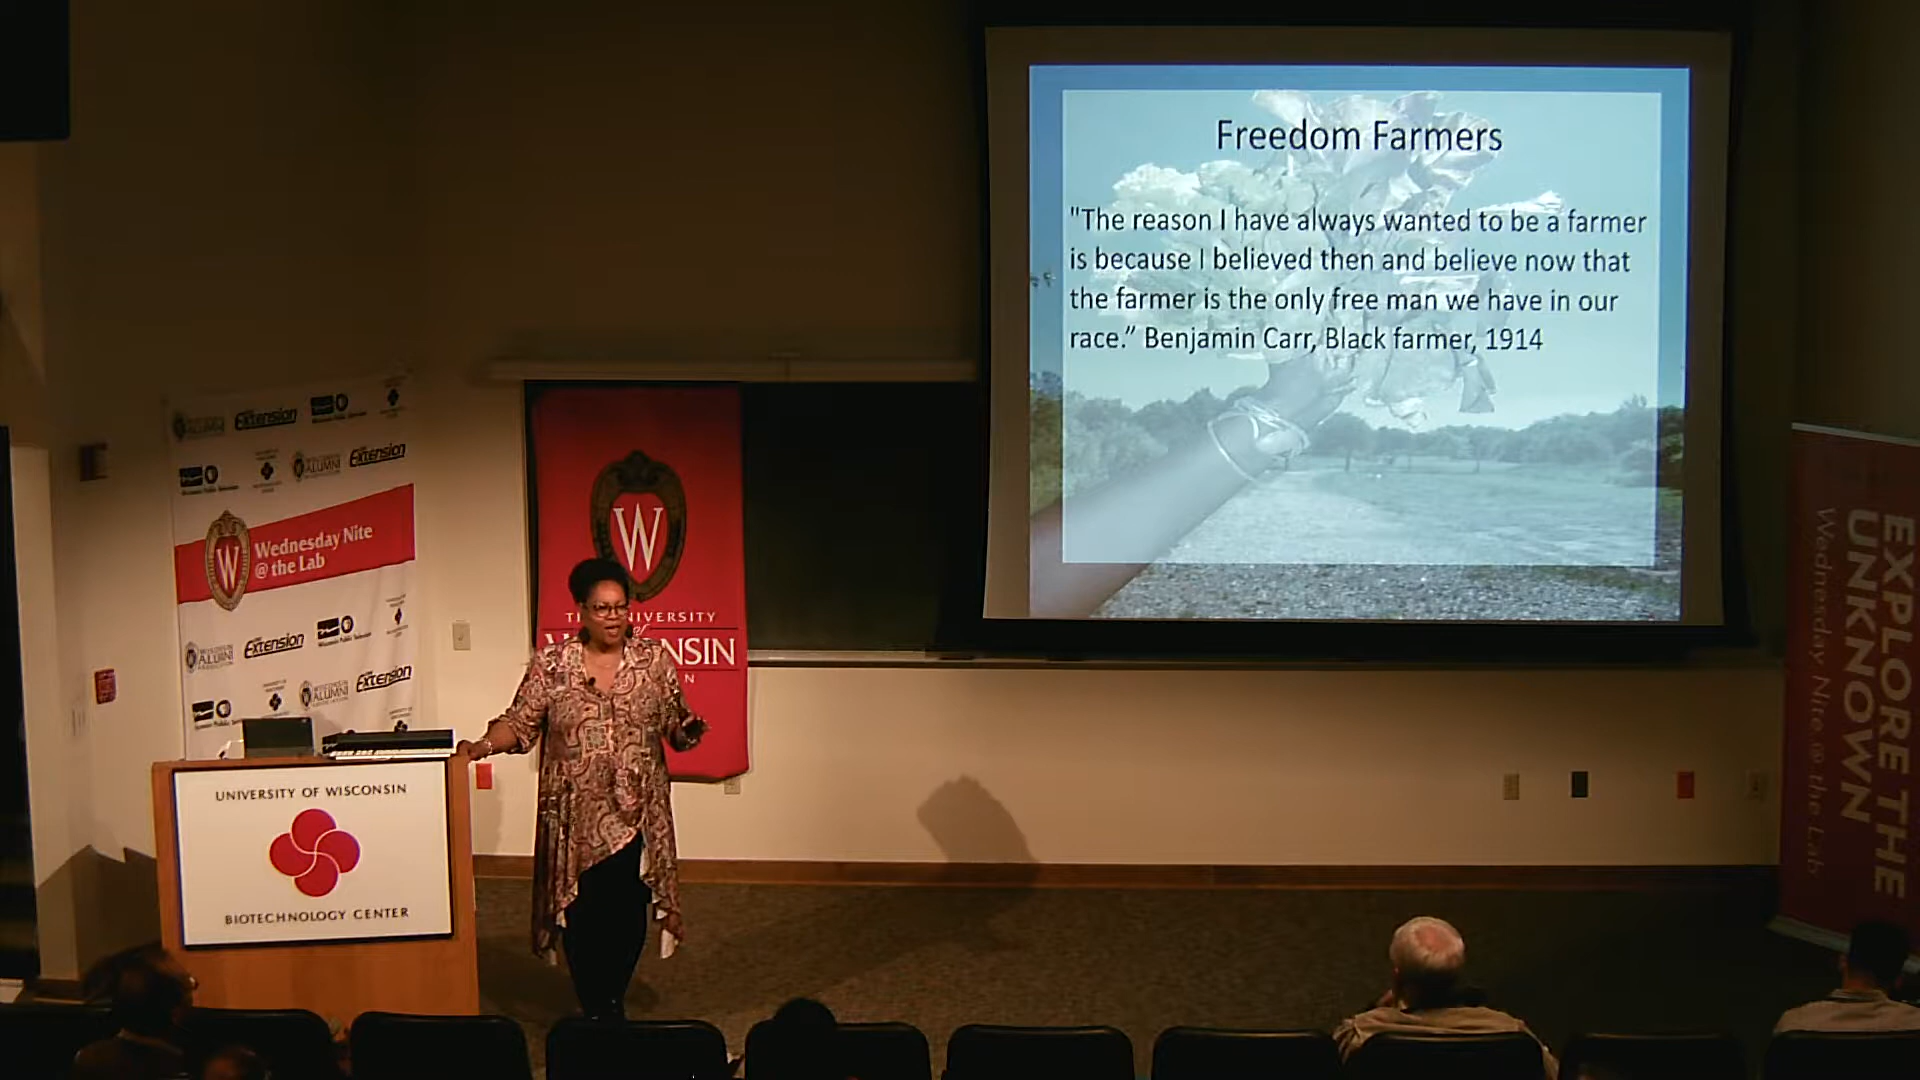 Freedom Farmers
"The reason I have always wanted to be a farmer
is because I believed then and believe now that
the farmer is the only free man we have in our
race.” Benjamin Carr, Black farmer, 1914
Extension
Extension
ALUMNI
Wednesday Nite
@ the Lab
W
W
UNIVERSITY
of
NSIN
N
ALUMNI
Extension
ALUMNI
Extension
UNIVERSITY OF WISCONSIN
BIOTECHNOLOGY CENTER
EXPLORE THE
UNKNOWN
Wednesday Nite @ the Lab